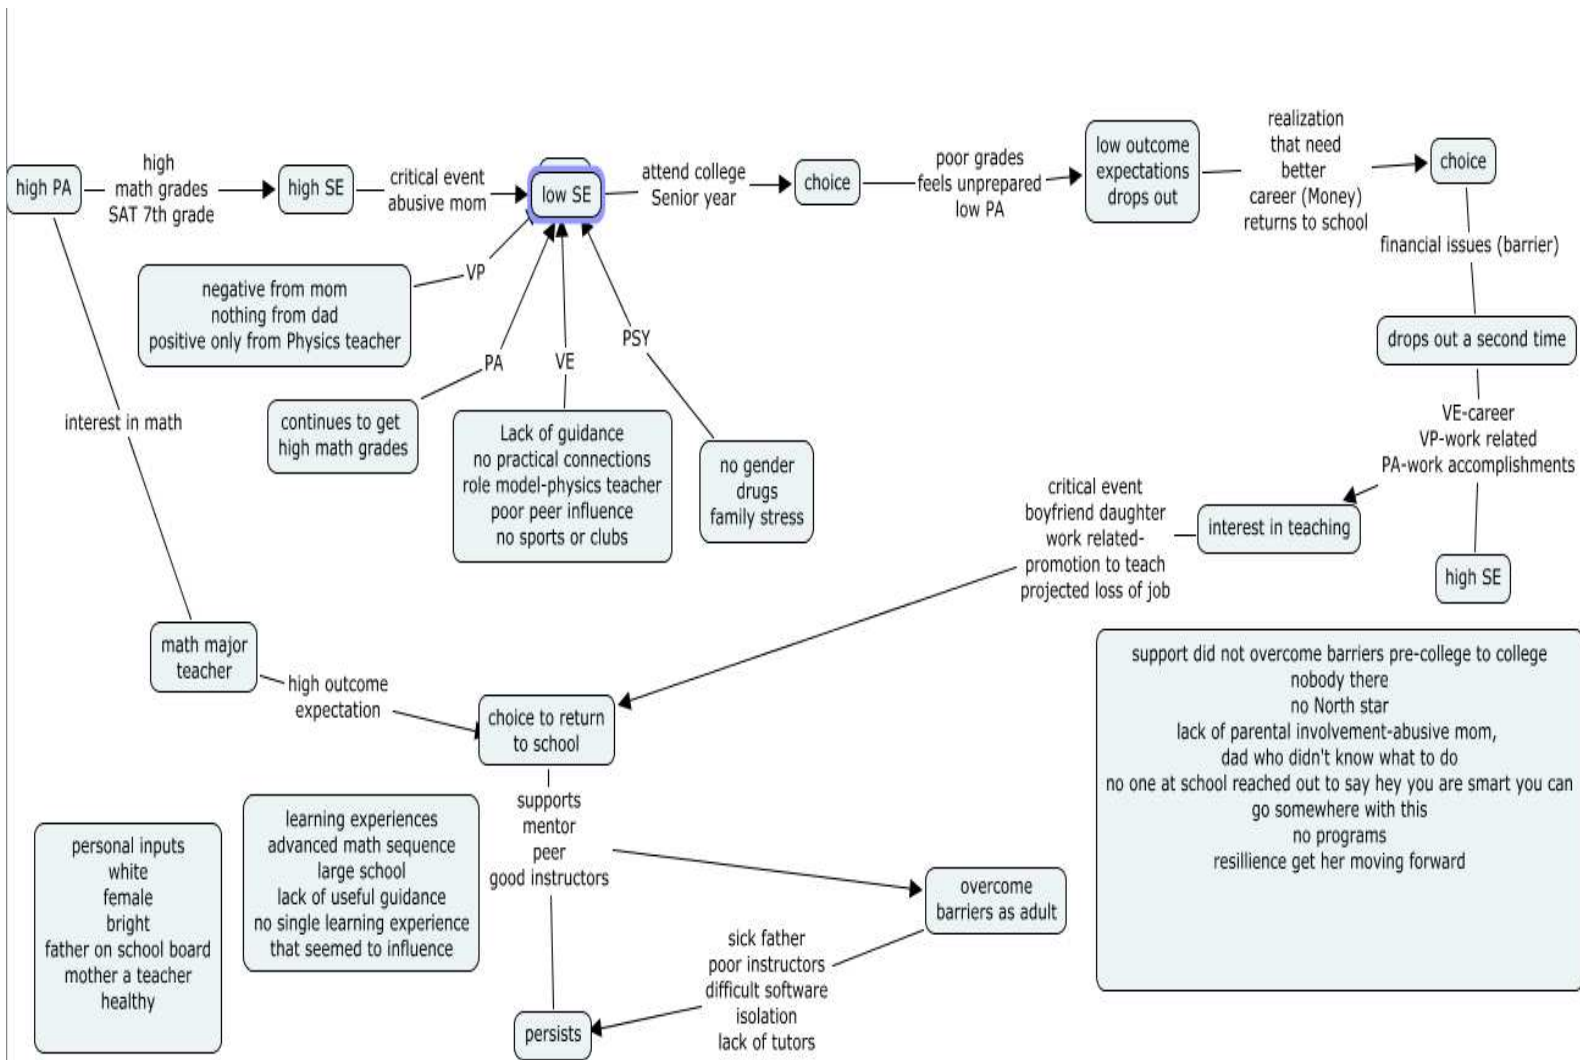 high PA
high
math grades
SAT 7th grade
high SE
critical event
abusive mom
low SE
attend college
Senior year
choice
poor grades
feels unprepared
low PA
low outcome
expectations
drops out
realization
that need
better
career (Money)
returns to school
choice
financial issues (barrier)
drops out a second time
VE-career
VP-work related
PA-work accomplishments
interest in teaching
high SE
critical event
boyfriend daughter
work related-
promotion to teach
projected loss of job
VP
negative from mom
nothing from dad
positive only from Physics teacher
PA
continues to get
high math grades
VE
Lack of guidance
no practical connections
role model-physics teacher
poor peer influence
no sports or clubs
PSY
no gender
drugs
family stress
interest in math
math major
teacher
high outcome
expectation
choice to return
to school
supports
mentor
peer
good instructors
overcome
barriers as adult
sick father
poor instructors
difficult software
isolation
lack of tutors
persists
personal inputs
white
female
bright
father on school board
mother a teacher
healthy
learning experiences
advanced math sequence
large school
lack of useful guidance
no single learning experience
that seemed to influence
support did not overcome barriers pre-college to college
nobody there
no North star
lack of parental involvement-abusive mom,
dad who didn't know what to do
no one at school reached out to say hey you are smart you can
go somewhere with this
no programs
resillience get her moving forward